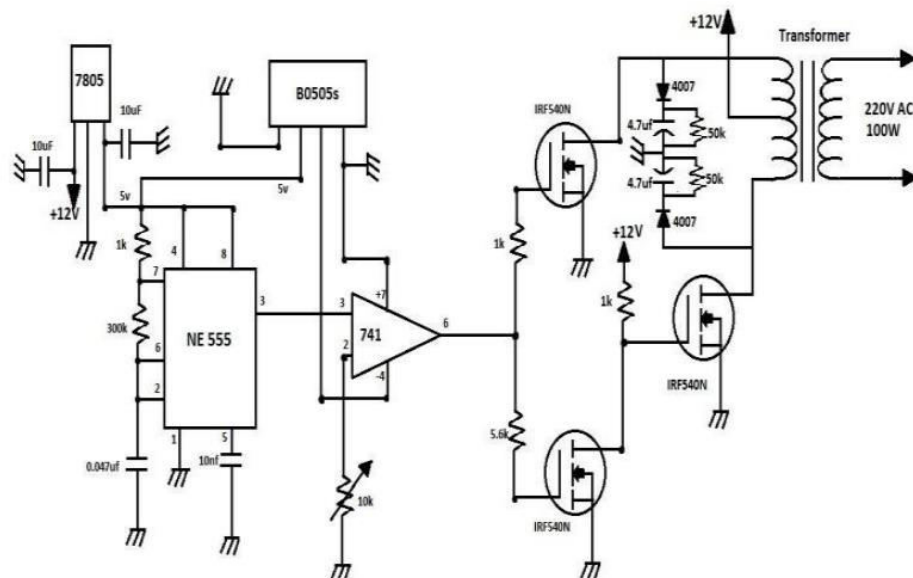 +12V
Transformer
7805
B0505s
10uF
10uF
4007
IRF540N
4.7uf
50k
220V AC
100W
4.7uf
50k
5v
5v
+12V
4007
+12V
1k
4
8
1k
1k
7
3
3
+7
NE 555
741
6
300k
2
6
-4
IRF540N
2
5.6k
1
5
0.047uf
10nf
10k
IRF540N